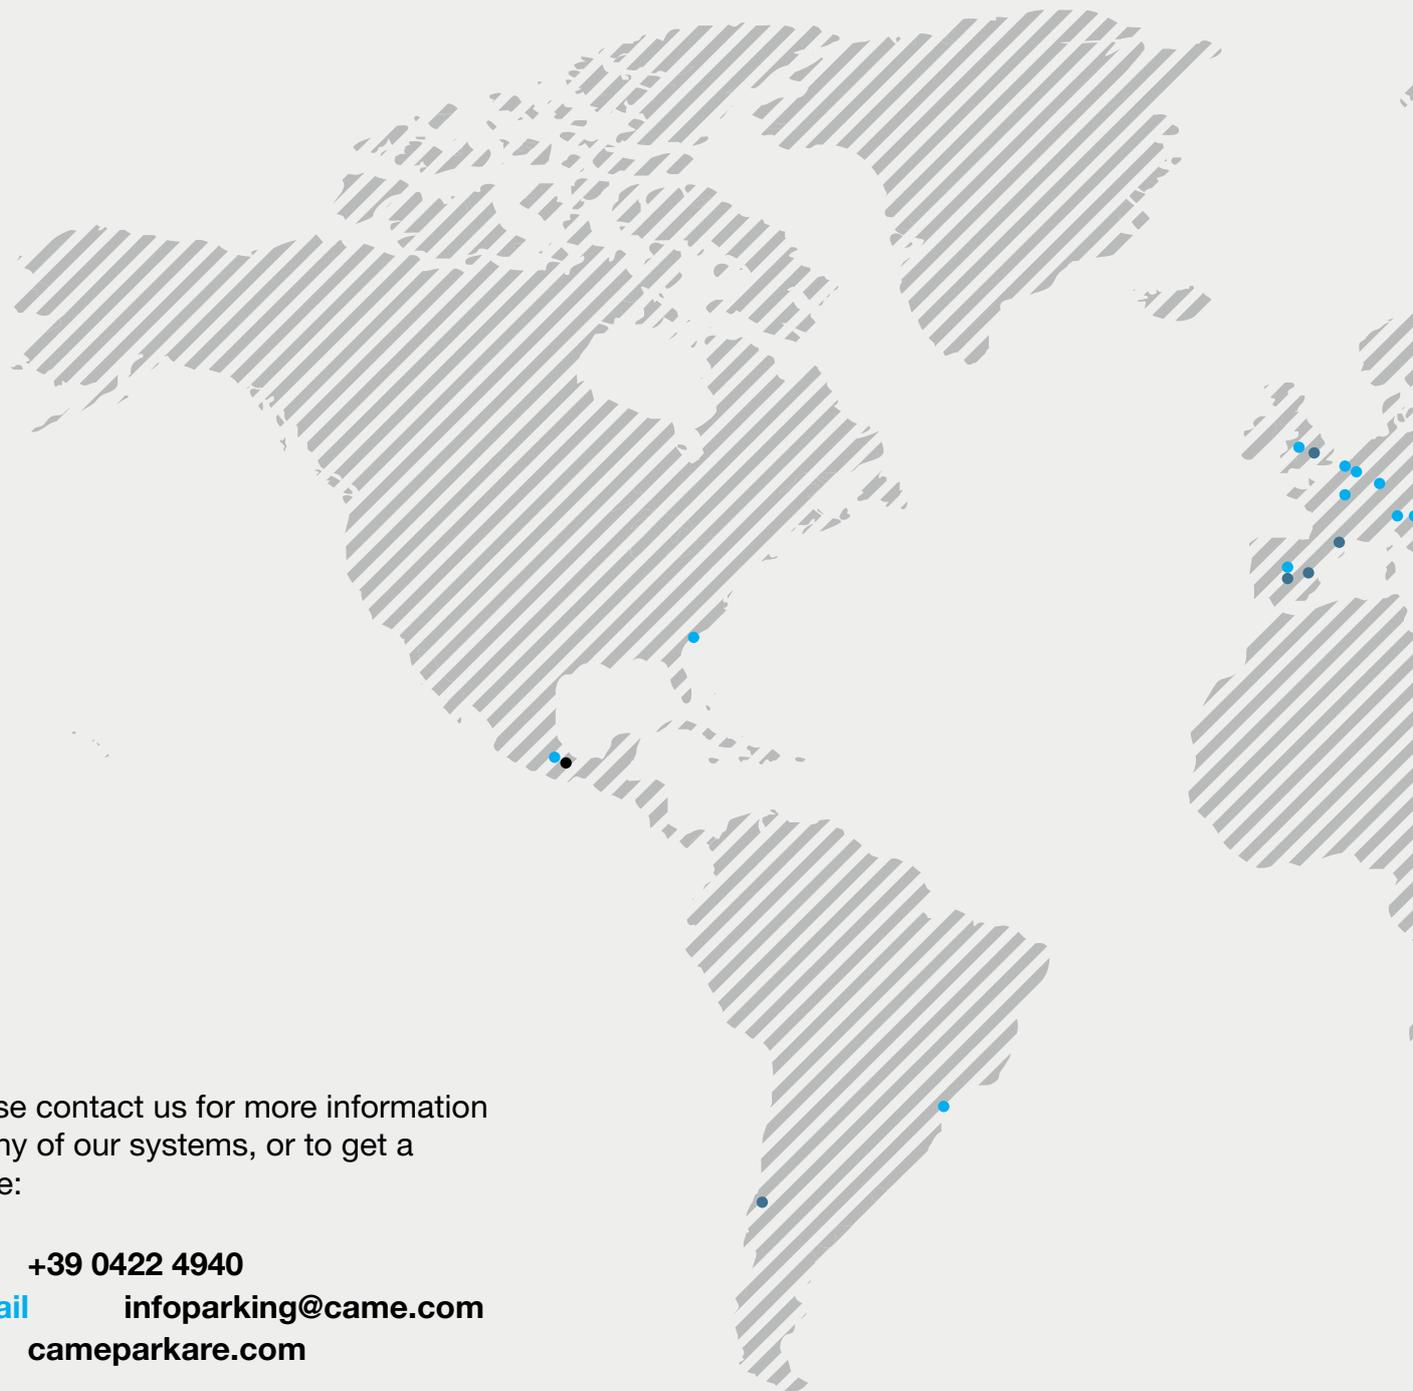 se contact us for more information
ny of our systems, or to get a
e:
+39 0422 4940
ail infoparking@came.com
cameparkare.com